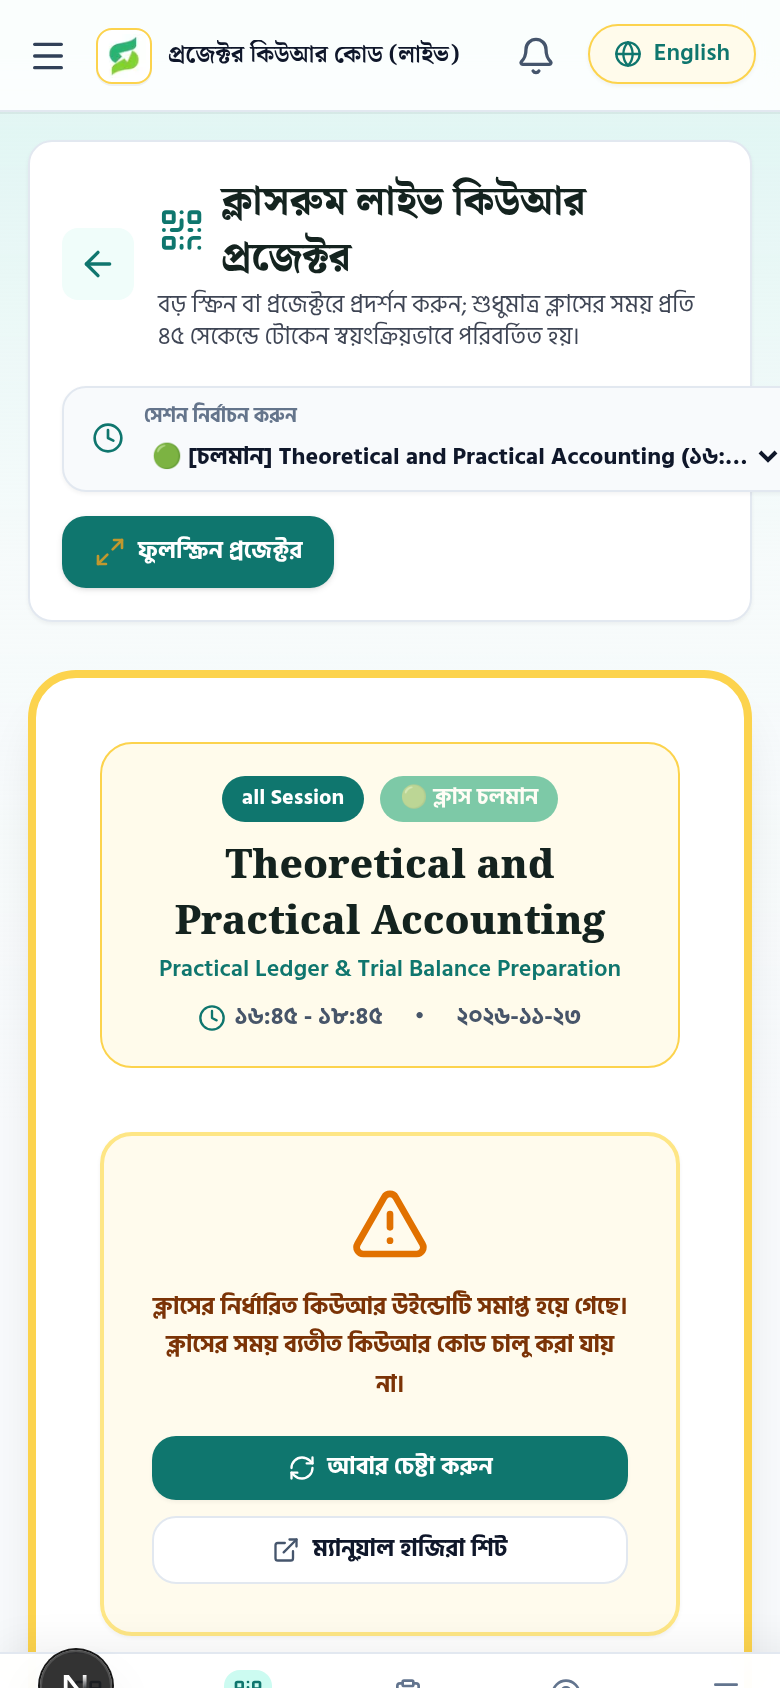 প্রজেক্টর কিউআর কোড (লাইভ)
English
ক্লাসরুম লাইভ কিউআর
প্রজেক্টর
বড় স্ক্রিন বা প্রজেক্টরে প্রদর্শন করুন; শুধুমাত্র ক্লাসের সময় প্রতি
৪৫ সেকেন্ডে টোকেন স্বয়ংক্রিয়ভাবে পরিবর্তিত হয়।
সেশন নির্বাচন করুন
[চলমান] Theoretical and Practical Accounting (১৬:...
ফুলস্ক্রিন প্রজেক্টর
all Session
ক্লাস চলমান
Theoretical and
Practical Accounting
Practical Ledger & Trial Balance Preparation
১৬:৪৫ - ১৮:৪৫ • ২০২৬-১১-২৩
ক্লাসের নির্ধারিত কিউআর উইন্ডোটি সমাপ্ত হয়ে গেছে।
ক্লাসের সময় ব্যতীত কিউআর কোড চালু করা যায়
না।
আবার চেষ্টা করুন
ম্যানুয়াল হাজিরা শিট
N